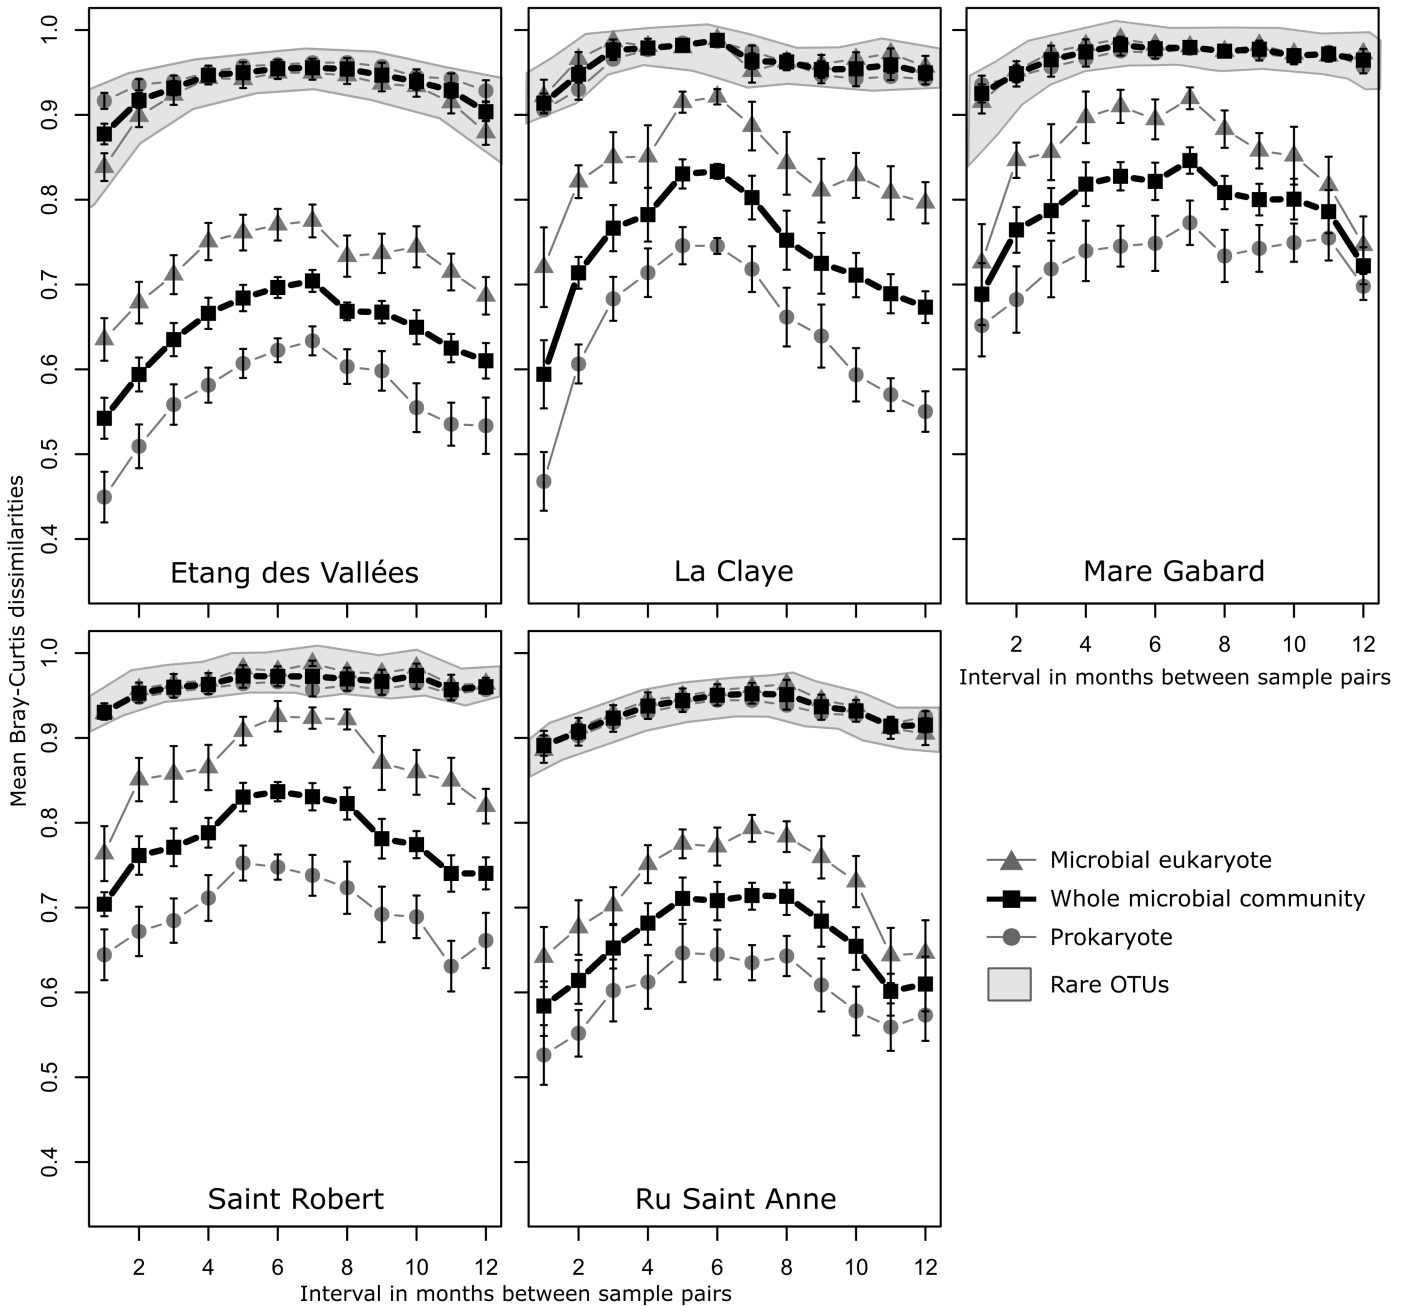 Mean Bray-Curtis dissimilarities
1.0
0.9
0.8
0.7
0.6
0.5
0.4
Etang des Vallées
La Claye
Mare Gabard
2 4 6 8 10 12
Interval in months between sample pairs
1.0
0.9
0.8
0.7
0.6
0.5
0.4
Saint Robert
Ru Saint Anne
Microbial eukaryote
Whole microbial community
Prokaryote
Rare OTUs
2 4 6 8 10 12
2 4 6 8 10 12
Interval in months between sample pairs